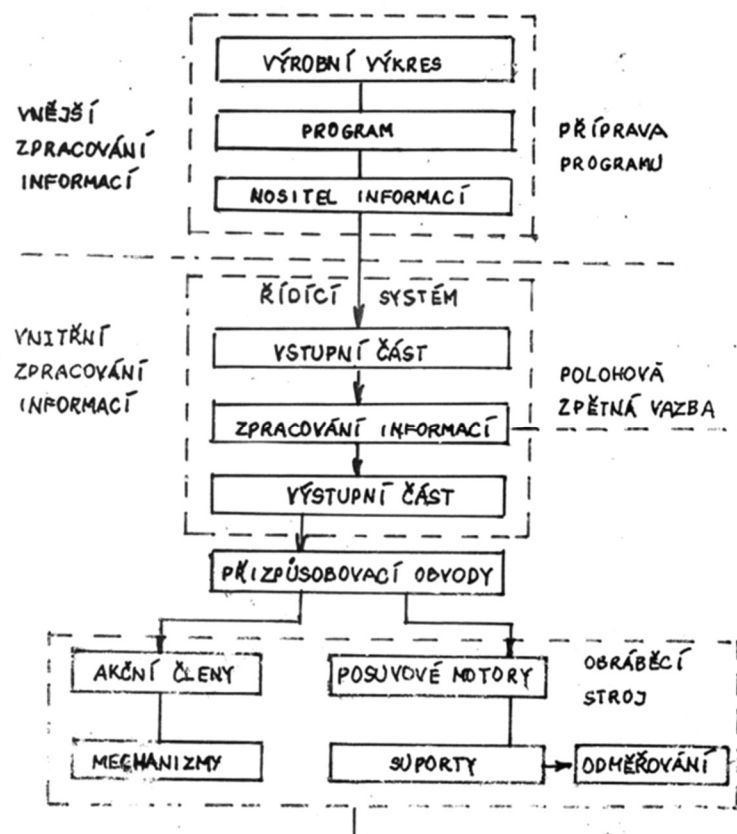 VÝROBNÍ VÝKRES
VNĚJŠÍ
ZPRACOVÁNÍ
INFORMACÍ
PROGRAM
PŘÍPRAVA
PROGRAMU
NOSITEL INFORMACÍ
ŘÍDÍCÍ SYSTÉM
VNITŘNÍ
ZPRACOVÁNÍ
INFORMACÍ
VSTUPNÍ ČÁST
POLOHOVÁ
ZPĚTNÁ VAZBA
ZPRACOVÁNÍ INFORMACÍ
VÝSTUPNÍ ČÁST
PŘIZPŮSOBOVACÍ OBVODY
AKČNÍ ČLENY
POSUVOVÉ MOTORY
OBRÁBĚCÍ
STROJ
MECHANIZMY
SUPORTY
ODMĚŘOVÁNÍ